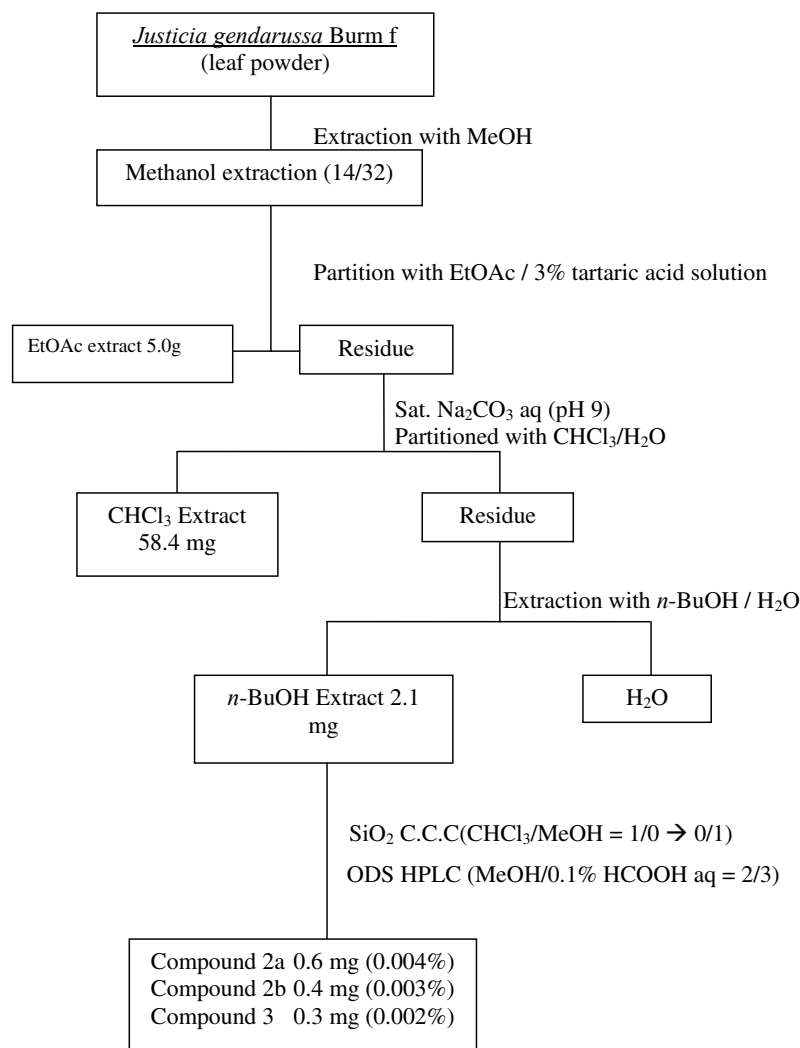 Justicia gendarussa Burm f
(leaf powder)
Extraction with MeOH
Methanol extraction (14/32)
Partition with EtOAc / 3% tartaric acid solution
EtOAc extract 5.0g
Residue
Sat. Na₂CO₃ aq (pH 9)
Partitioned with CHCl₃/H₂O
CHCl₃ Extract
58.4 mg
Residue
Extraction with n-BuOH / H₂O
n-BuOH Extract 2.1
mg
H₂O
SiO₂ C.C.C(CHCl₃/MeOH = 1/0 → 0/1)
ODS HPLC (MeOH/0.1% HCOOH aq = 2/3)
Compound 2a 0.6 mg (0.004%)
Compound 2b 0.4 mg (0.003%)
Compound 3 0.3 mg (0.002%)